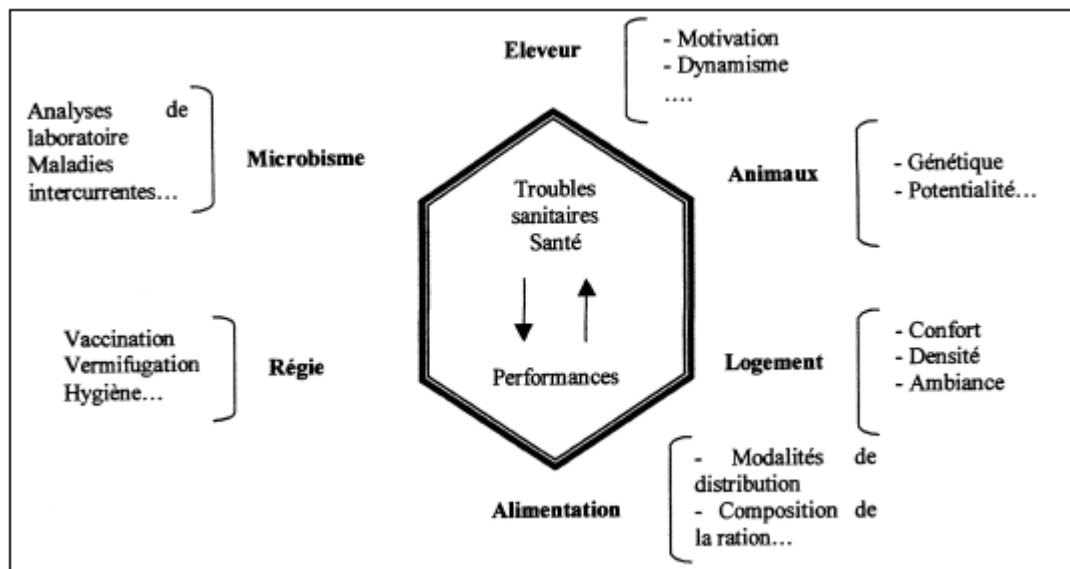 Eleveur
- Motivation
- Dynamisme
....
Analyses de
laboratoire
Maladies
intercurrentes...
Microbisme
Animaux
- Génétique
- Potentialité...
Troubles
sanitaires
Santé
Performances
Vaccination
Vermifugation
Hygiène...
Régie
Logement
- Confort
- Densité
- Ambiance
Alimentation
- Modalités de
distribution
- Composition de
la ration...